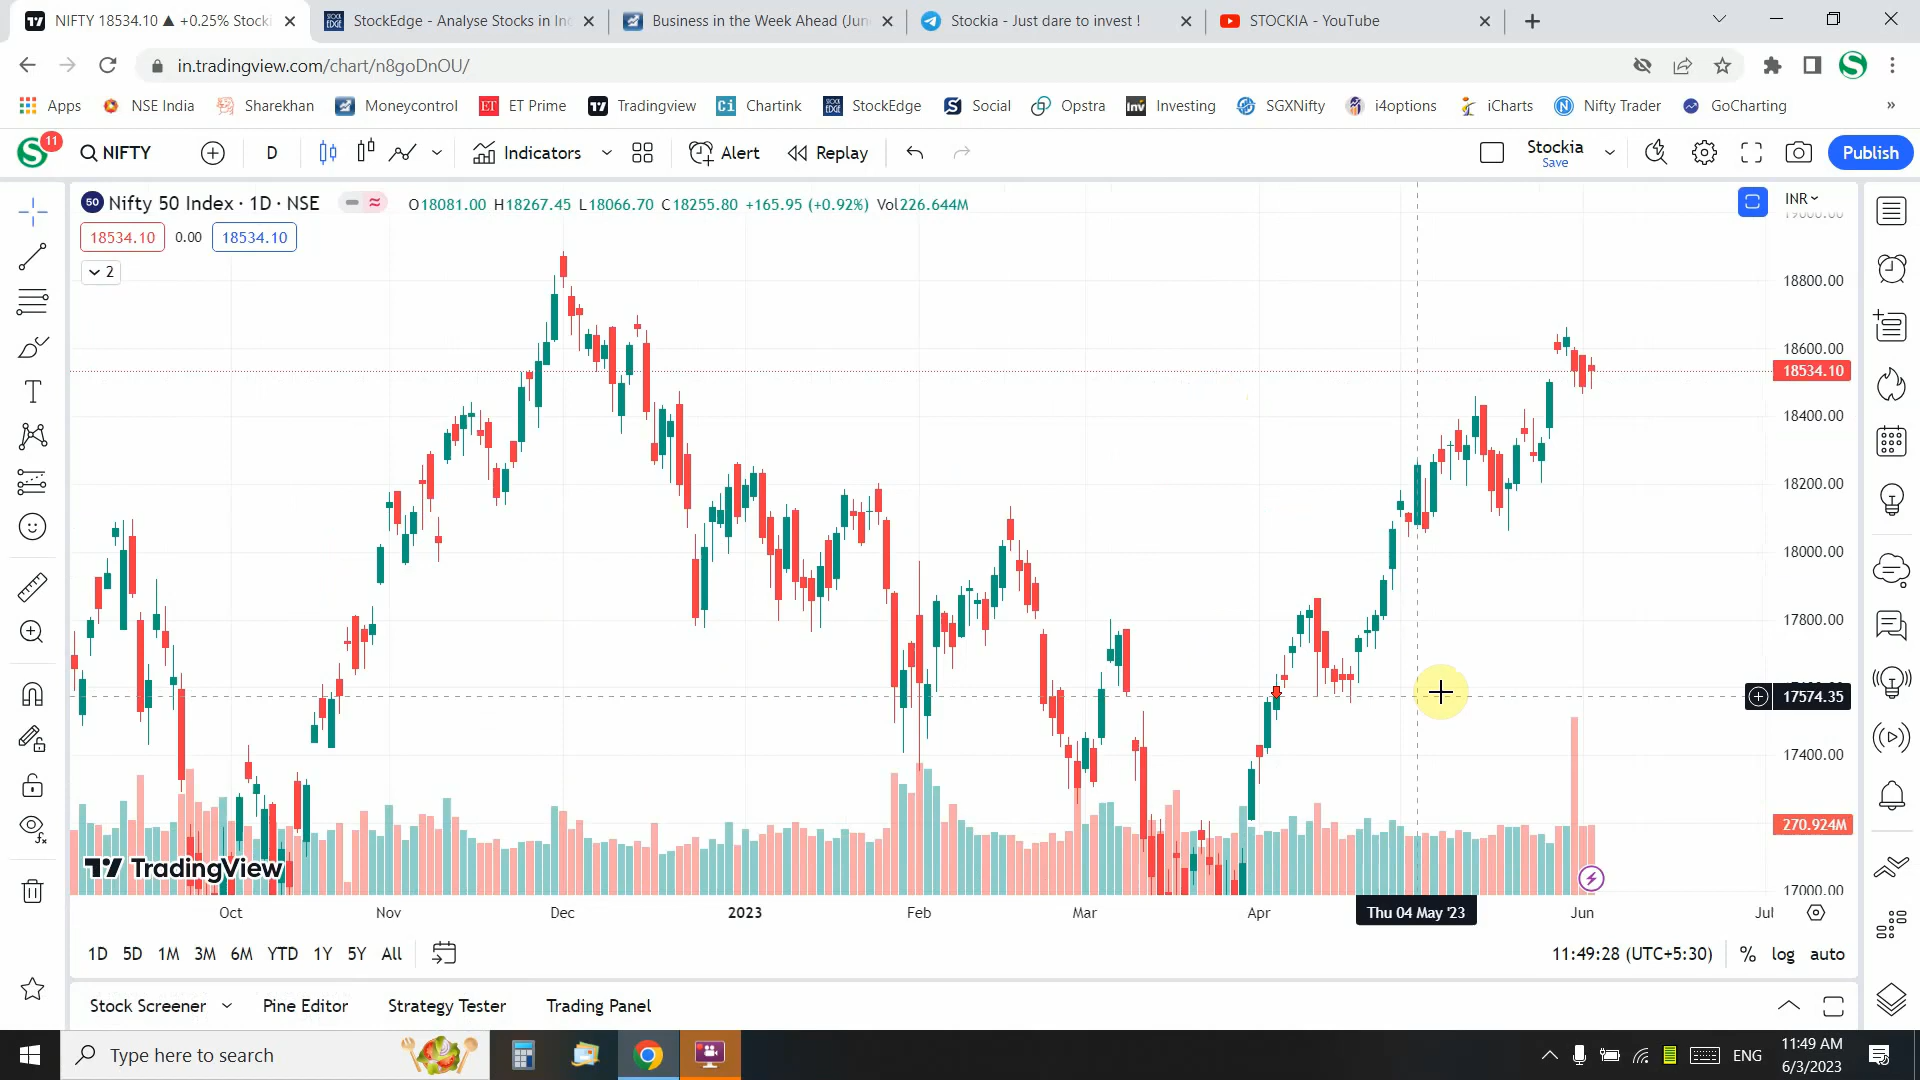 NIFTY 18534.10 ▲ +0.25% Stocki
StockEdge - Analyse Stocks in Inc
Business in the Week Ahead (Jun
Stockia - Just dare to invest !
STOCKIA - YouTube
in.tradingview.com/chart/n8goDnOU/
Apps
NSE India
Sharekhan
Moneycontrol
ET Prime
Tradingview
Chartink
StockEdge
Social
Opstra
Investing
SGXNifty
i4options
iCharts
Nifty Trader
GoCharting
»
11
NIFTY
D
Indicators
Alert
Replay
Stockia
Save
Publish
50 Nifty 50 Index · 1D · NSE
O18081.00 H18267.45 L18066.70 C18255.80 +165.95 (+0.92%) Vol226.644M
INR
18534.10 0.00 18534.10
2
18800.00
18600.00
18534.10
18400.00
18200.00
18000.00
17800.00
17574.35
17400.00
270.924M
17000.00
TradingView
Oct
Nov
Dec
2023
Feb
Mar
Apr
Thu 04 May '23
Jun
Jul
1D 5D 1M 3M 6M YTD 1Y 5Y All
11:49:28 (UTC+5:30)
% log auto
Stock Screener
Pine Editor
Strategy Tester
Trading Panel
Type here to search
ENG
11:49 AM
6/3/2023